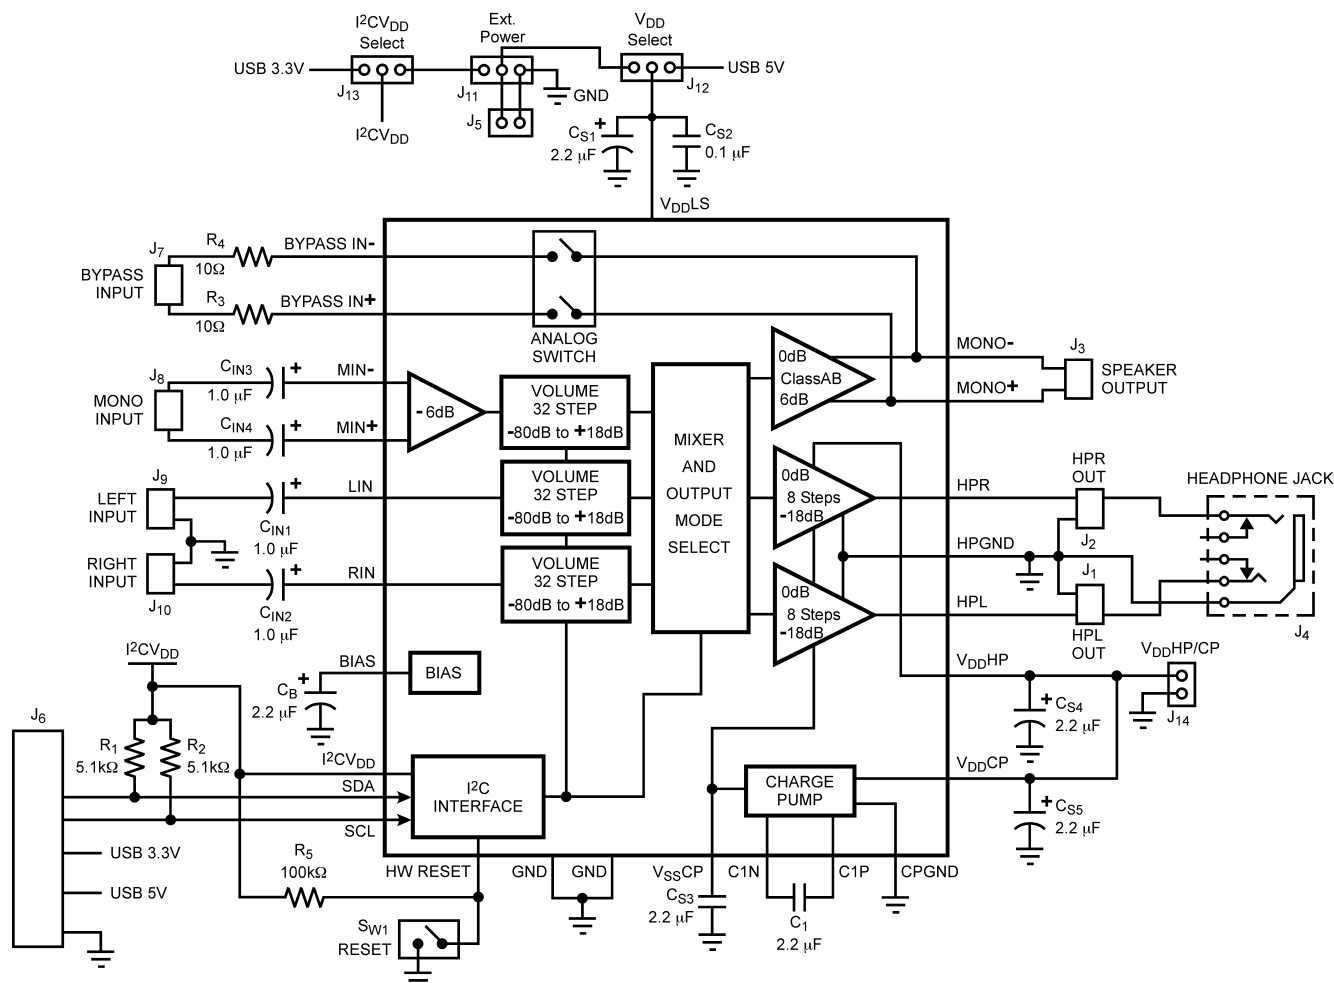 I²CVDD
Select
Ext.
Power
VDD
Select
USB 3.3V
J13
J11
GND
J12
USB 5V
I²CVDD
J5
CS1
2.2 µF
+
CS2
0.1 µF
VDDLS
J7
BYPASS
INPUT
R4
10Ω
BYPASS IN-
R3
10Ω
BYPASS IN+
ANALOG
SWITCH
J8
MONO
INPUT
CIN3
1.0 µF
+
MIN-
CIN4
1.0 µF
+
MIN+
- 6dB
VOLUME
32 STEP
-80dB to +18dB
J9
LEFT
INPUT
CIN1
1.0 µF
+
LIN
VOLUME
32 STEP
-80dB to +18dB
RIGHT
INPUT
J10
CIN2
1.0 µF
+
RIN
VOLUME
32 STEP
-80dB to +18dB
MIXER
AND
OUTPUT
MODE
SELECT
0dB
ClassAB
6dB
MONO-
MONO+
J3
SPEAKER
OUTPUT
0dB
8 Steps
-18dB
HPR
HPR
OUT
J2
HEADPHONE JACK
HPGND
J1
0dB
8 Steps
-18dB
HPL
HPL
OUT
J4
I²CVDD
BIAS
BIAS
+
CB
2.2 µF
VDDHP
+
CS4
2.2 µF
VDDHP/CP
J14
J6
R1
5.1kΩ
R2
5.1kΩ
I²CVDD
SDA
SCL
I²C
INTERFACE
CHARGE
PUMP
VDDCP
+
CS5
2.2 µF
USB 3.3V
USB 5V
R5
100kΩ
HW RESET
GND
GND
VSSCP
C1N
C1P
CPGND
CS3
2.2 µF
C1
2.2 µF
SW1
RESET